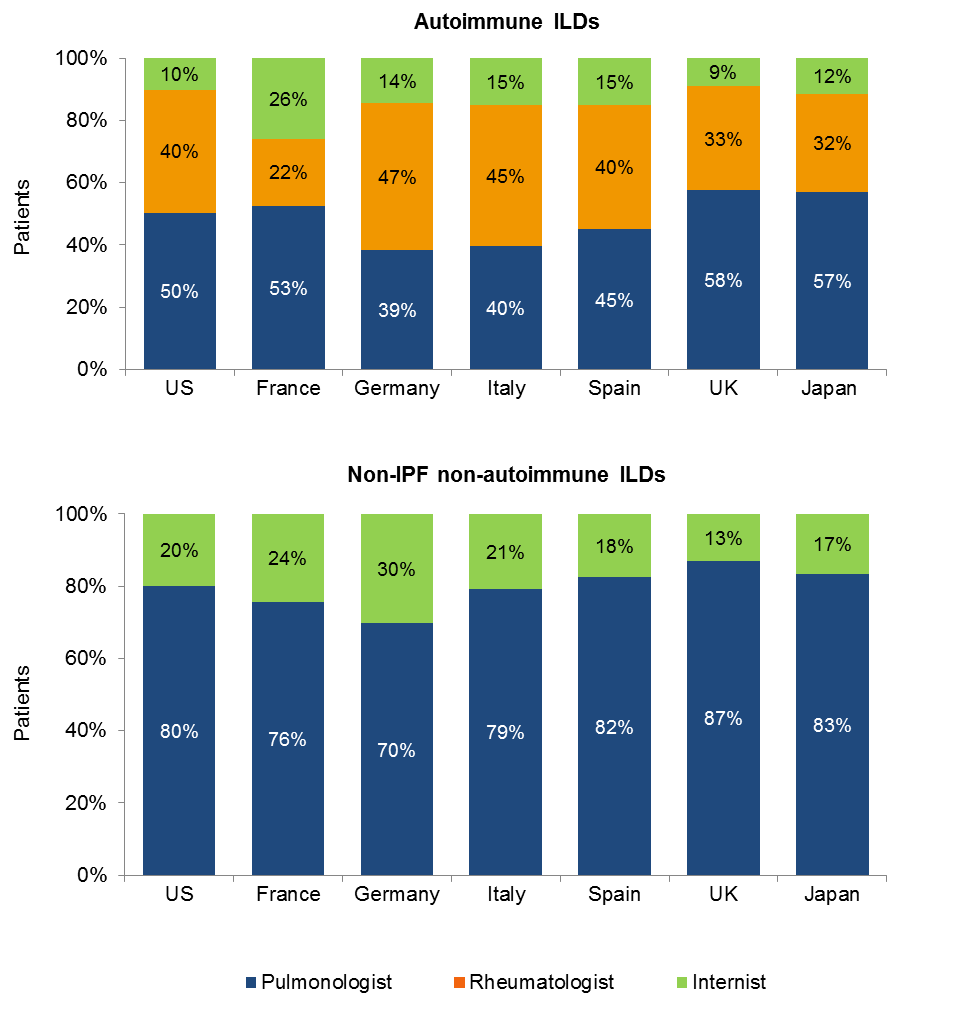 Autoimmune ILDs
100%
80%
60%
40%
20%
0%
Patients
10% 26% 14% 15% 15% 9% 12%
40% 22% 47% 45% 40% 33% 32%
50% 53% 39% 40% 45% 58% 57%
US France Germany Italy Spain UK Japan
Non-IPF non-autoimmune ILDs
100%
80%
60%
40%
20%
0%
Patients
20% 24% 30% 21% 18% 13% 17%
80% 76% 70% 79% 82% 87% 83%
US France Germany Italy Spain UK Japan
Pulmonologist Rheumatologist Internist